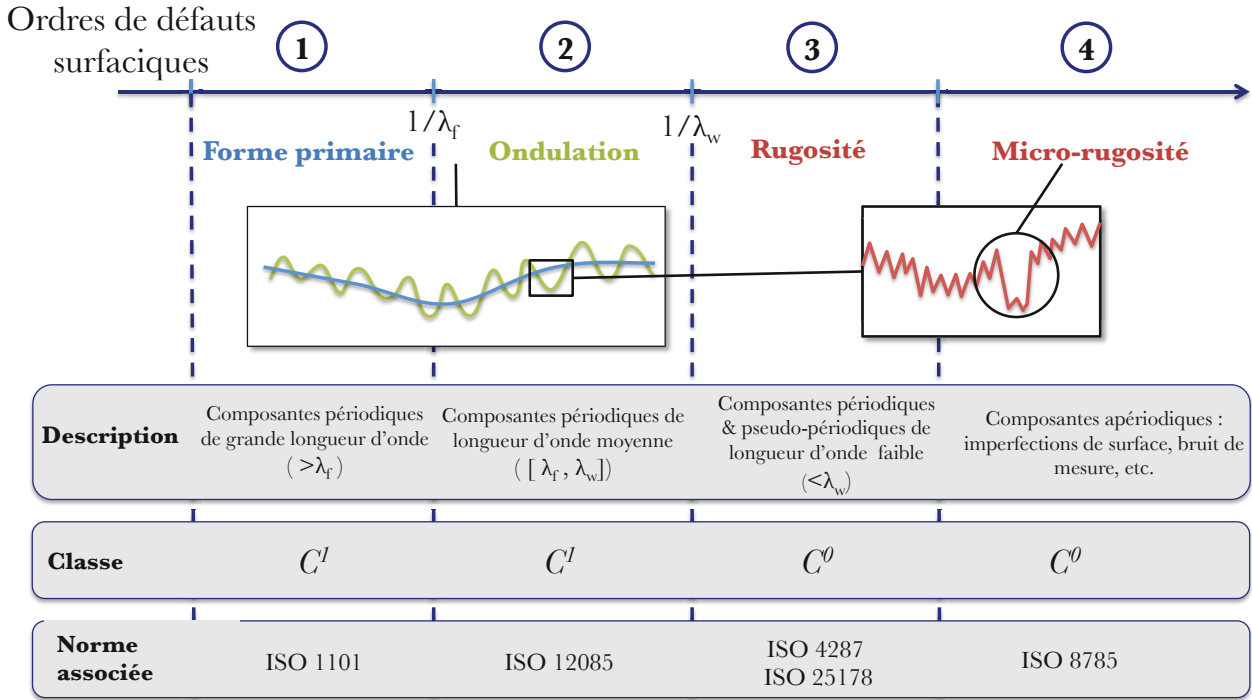 Ordres de défauts
surfaciques
1
2
3
4
1/λf
1/λw
Forme primaire
Ondulation
Rugosité
Micro-rugosité
Description
Composantes périodiques
de grande longueur d'onde
( >λf )
Composantes périodiques de
longueur d'onde moyenne
( [ λf , λw])
Composantes périodiques
& pseudo-périodiques de
longueur d'onde faible
(<λw)
Composantes apériodiques :
imperfections de surface, bruit de
mesure, etc.
Classe
C1
C1
C0
C0
Norme
associée
ISO 1101
ISO 12085
ISO 4287
ISO 25178
ISO 8785